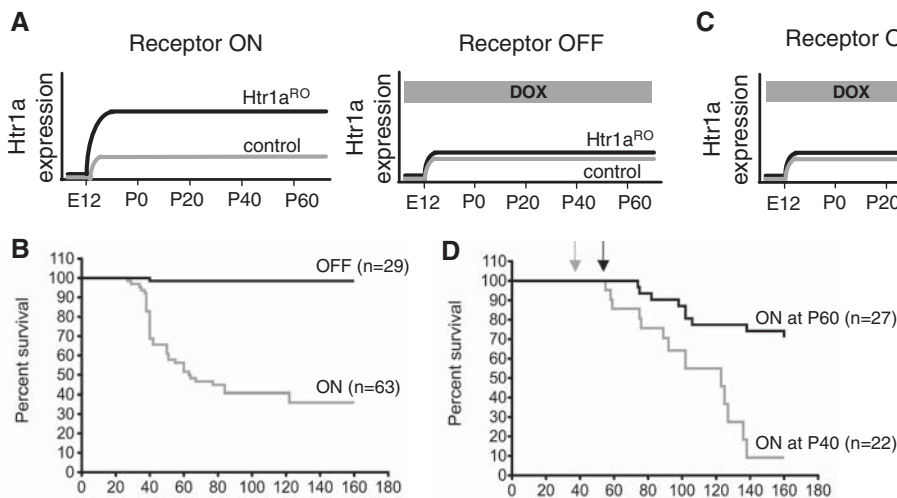 A
Receptor ON
Htr1a expression
Htr1aRO
control
E12 P0 P20 P40 P60
Receptor OFF
DOX
Htr1a expression
Htr1aRO
control
E12 P0 P20 P40 P60
C
Receptor O
DOX
Htr1a expression
E12 P0 P20
B
Percent survival
110
100
90
80
70
60
50
40
30
20
10
0
OFF (n=29)
ON (n=63)
0 20 40 60 80 100 120 140 160 180
D
Percent survival
110
100
90
80
70
60
50
40
30
20
10
0
ON at P60 (n=27)
ON at P40 (n=22)
0 20 40 60 80 100 120 140 160 180